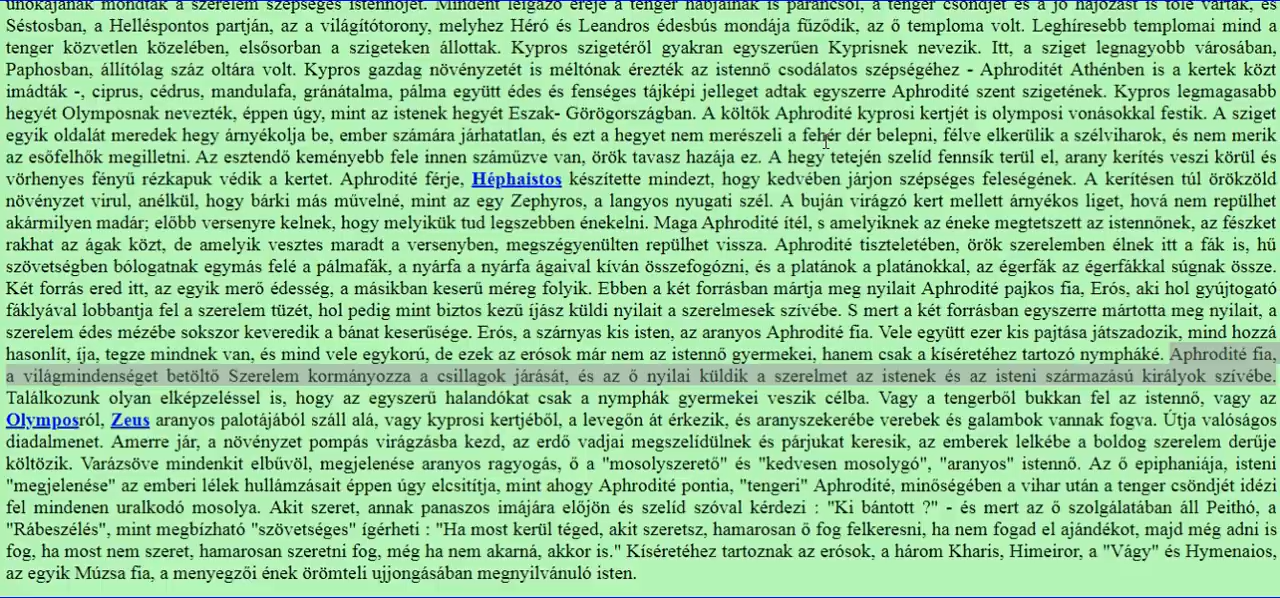 unokájának mondták a szerelem szépséges istennőjét. Mindent leigázó ereje a tenger habjainak is parancsol, a tenger csöndjét és a jó hajózást is tőle várták, és
Séstosban, a Helléspontos partján, az a világítótorony, melyhez Héró és Leandros édesbús mondája fűződik, az ő temploma volt. Leghíresebb templomai mind a
tenger közvetlen közelében, elsősorban a szigeteken állottak. Kypros szigetéről gyakran egyszerűen Kyprisnek nevezik. Itt, a sziget legnagyobb városában,
Paphosban, állítólag száz oltára volt. Kypros gazdag növényzetét is méltónak érezték az istennő csodálatos szépségéhez - Aphroditét Athénben is a kertek közt
imádták -, ciprus, cédrus, mandulafa, gránátalma, pálma együtt édes és fenséges tájképi jelleget adtak egyszerre Aphrodité szent szigetének. Kypros legmagasabb
hegyét Olymposnak nevezték, éppen úgy, mint az istenek hegyét Eszak- Görögországban. A költők Aphrodité kyprosi kertjét is olymposi vonásokkal festik. A sziget
egyik oldalát meredek hegy árnyékolja be, ember számára járhatatlan, és ezt a hegyet nem merészeli a fehér dér belepni, félve elkerülik a szélviharok, és nem merik
az esőfelhők megilletni. Az esztendő keményebb fele innen száműzve van, örök tavasz hazája ez. A hegy tetején szelíd fennsík terül el, arany kerítés veszi körül és
vörhenyes fényű rézkapuk védik a kertet. Aphrodité férje, Héphaistos készítette mindezt, hogy kedvében járjon szépséges feleségének. A kerítésen túl örökzöld
növényzet virul, anélkül, hogy bárki más művelné, mint az egy Zephyros, a langyos nyugati szél. A buján virágzó kert mellett árnyékos liget, hová nem repülhet
akármilyen madár; előbb versenyre kelnek, hogy melyikük tud legszebben énekelni. Maga Aphrodité ítél, s amelyiknek az éneke megtetszett az istennőnek, az fészket
rakhat az ágak közt, de amelyik vesztes maradt a versenyben, megszégyenülten repülhet vissza. Aphrodité tiszteletében, örök szerelemben élnek itt a fák is, hű
szövetségben bólogatnak egymás felé a pálmafák, a nyárfa a nyárfa ágaival kíván összefogózni, és a platánok a platánokkal, az égerfák az égerfákkal súgnak össze.
Két forrás ered itt, az egyik merő édesség, a másikban keserű méreg folyik. Ebben a két forrásban mártja meg nyilait Aphrodité pajkos fia, Erós, aki hol gyújtogató
fáklyával lobbantja fel a szerelem tüzét, hol pedig mint biztos kezű íjász küldi nyilait a szerelmesek szívébe. S mert a két forrásban egyszerre mártotta meg nyilait, a
szerelem édes mézébe sokszor keveredik a bánat keserűsége. Erós, a szárnyas kis isten, az aranyos Aphrodité fia. Vele együtt ezer kis pajtása játszadozik, mind hozzá
hasonlít, íja, tegze mindnek van, és mind vele egykorú, de ezek az erósok már nem az istennő gyermekei, hanem csak a kíséretéhez tartozó nympháké. Aphrodité fia,
a világmindenséget betöltő Szerelem kormányozza a csillagok járását, és az ő nyilai küldik a szerelmet az istenek és az isteni származású királyok szívébe.
Találkozunk olyan elképzeléssel is, hogy az egyszerű halandókat csak a nymphák gyermekei veszik célba. Vagy a tengerből bukkan fel az istennő, vagy az
Olymposról, Zeus aranyos palotájából száll alá, vagy kyprosi kertjéből, a levegőn át érkezik, és aranyszekerébe verebek és galambok vannak fogva. Útja valóságos
diadalmenet. Amerre jár, a növényzet pompás virágzásba kezd, az erdő vadjai megszelídülnek és párjukat keresik, az emberek lelkébe a boldog szerelem derűje
költözik. Varázsöve mindenkit elbűvöl, megjelenése aranyos ragyogás, ő a "mosolyszerető" és "kedvesen mosolygó", "aranyos" istennő. Az ő epiphaniája, isteni
"megjelenése" az emberi lélek hullámzásait éppen úgy elcsitítja, mint ahogy Aphrodité pontia, "tengeri" Aphrodité, minőségében a vihar után a tenger csöndjét idézi
fel mindenen uralkodó mosolya. Akit szeret, annak panaszos imájára előjön és szelíd szóval kérdezi : "Ki bántott ?" - és mert az ő szolgálatában áll Peithó, a
"Rábeszélés", mint megbízható "szövetséges" ígérheti : "Ha most kerül téged, akit szeretsz, hamarosan ő fog felkeresni, ha nem fogad el ajándékot, majd még adni is
fog, ha most nem szeret, hamarosan szeretni fog, még ha nem akarná, akkor is." Kíséretéhez tartoznak az erósok, a három Kharis, Himeiror, a "Vágy" és Hymenaios,
az egyik Múzsa fia, a menyegzői ének örömteli ujjongásában megnyilvánuló isten.